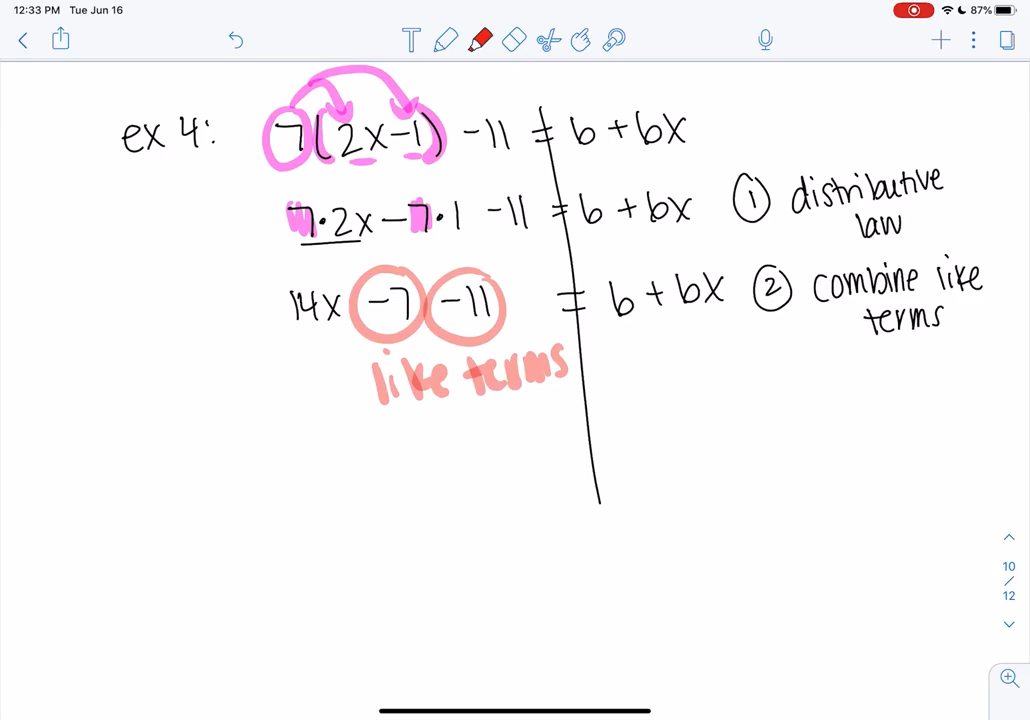 12:33 PM Tue Jun 16 87%
T
ex 4: 7(2x-1) -11 = 6+6x
7·2x-7·1 -11 = 6+6x ① distributive
law
14x -7 -11 = 6+6x ② combine like
terms
like terms
10
/
12